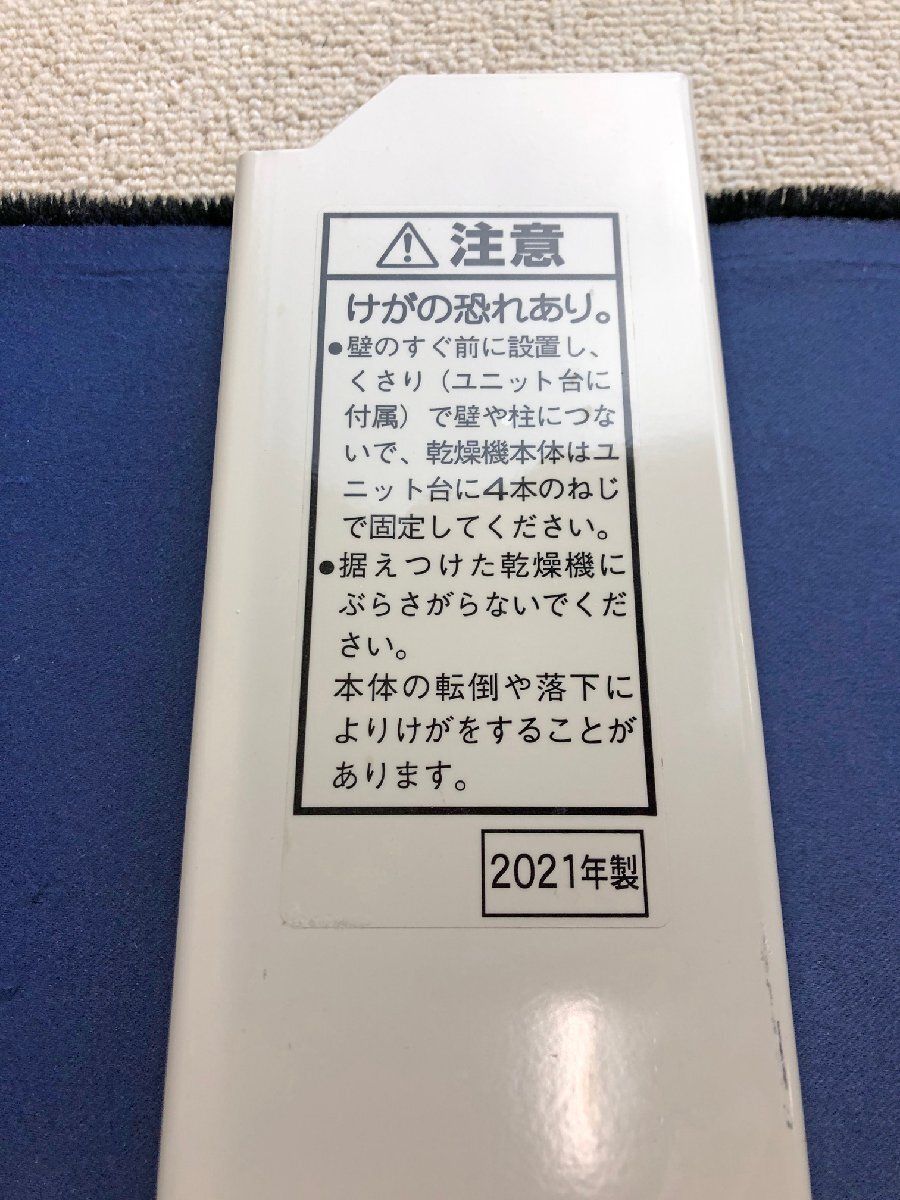 注意
けがの恐れあり。
●壁のすぐ前に設置し、
くさり（ユニット台に
付属）で壁や柱につな
いで、乾燥機本体はユ
ニット台に4本のねじ
で固定してください。
●据えつけた乾燥機に
ぶらさがらないでくだ
さい。
本体の転倒や落下に
よりけがをすることが
あります。
2021年製